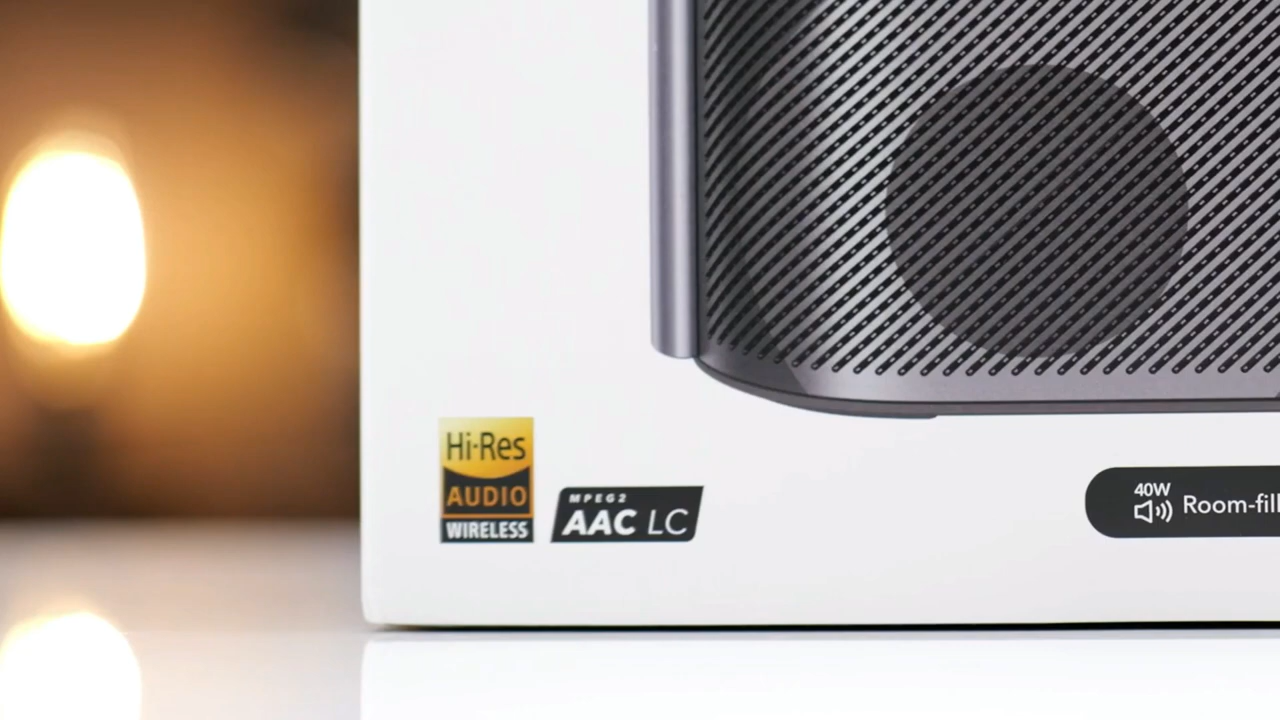 Hi-Res
AUDIO
WIRELESS
MPEG2
AAC LC
40W
Room-fill